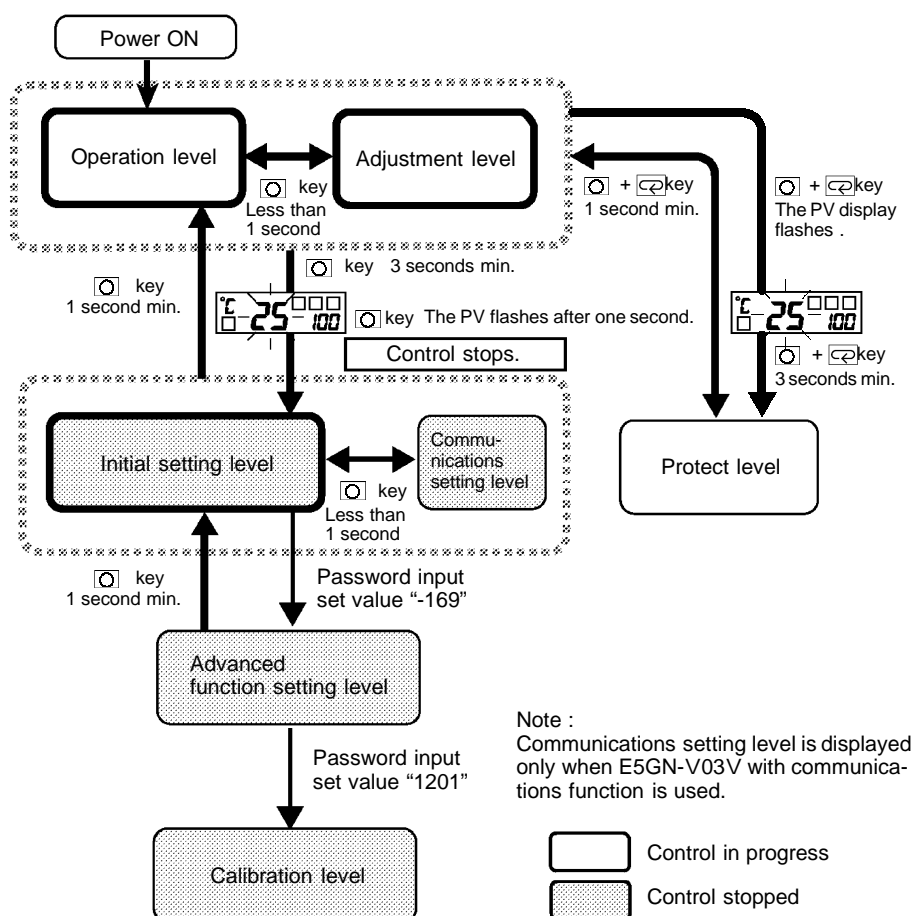 Power ON
Operation level
Adjustment level
key
Less than
1 second
+ key
1 second min.
+ key
The PV display
flashes .
key
1 second min.
key 3 seconds min.
°C 25 100
key The PV flashes after one second.
Control stops.
°C 25 100
+ key
3 seconds min.
Initial setting level
Commu-
nications
setting level
key
Less than
1 second
Protect level
key
1 second min.
Password input
set value “-169”
Advanced
function setting level
Password input
set value “1201”
Calibration level
Note :
Communications setting level is displayed
only when E5GN-V03V with communica-
tions function is used.
Control in progress
Control stopped